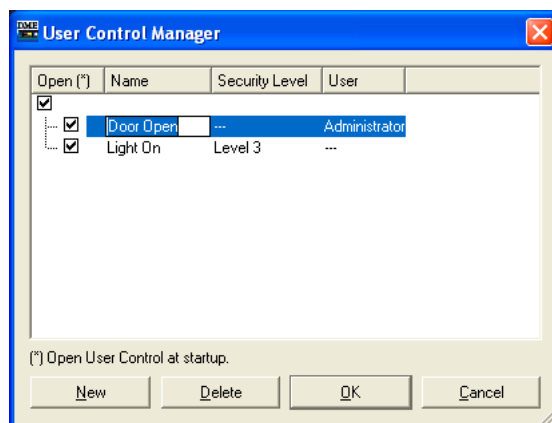 DME User Control Manager
Open (*) Name Security Level User
Door Open --- Administrator
Light On Level 3 ---
(*) Open User Control at startup.
New Delete OK Cancel